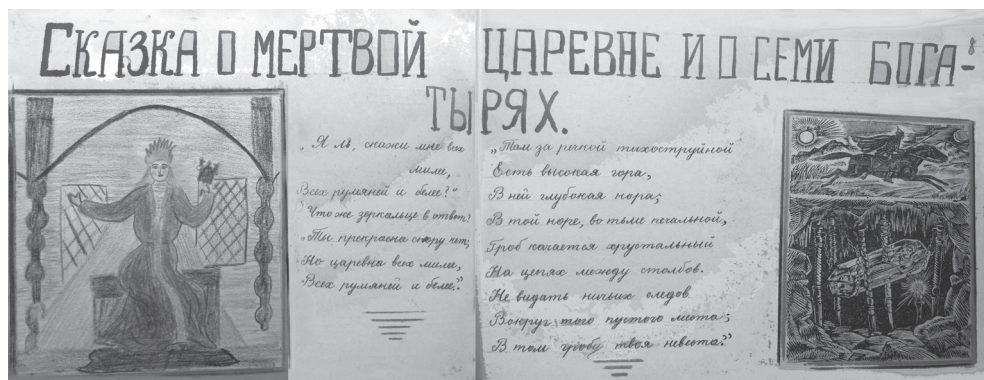 СКАЗКА О МЕРТВОЙ ЦАРЕВНЕ И О СЕМИ БОГА-
ТЫРЯХ.
„Я ль, скажи мне всех
милее,
Всех румяней и белее?"
Что же зеркальце в ответ?
„Ты прекрасна спору нет;
Но царевна всех милее,
Всех румяней и белее."
„Там за речкой тихоструйной
Есть высокая гора,
В ней глубокая нора;
В той норе, во тьме печальной,
Гроб качается хрустальный
На цепях между столбов.
Не видать ничьих следов
Вокруг того пустого места;
В том гробу твоя невеста."